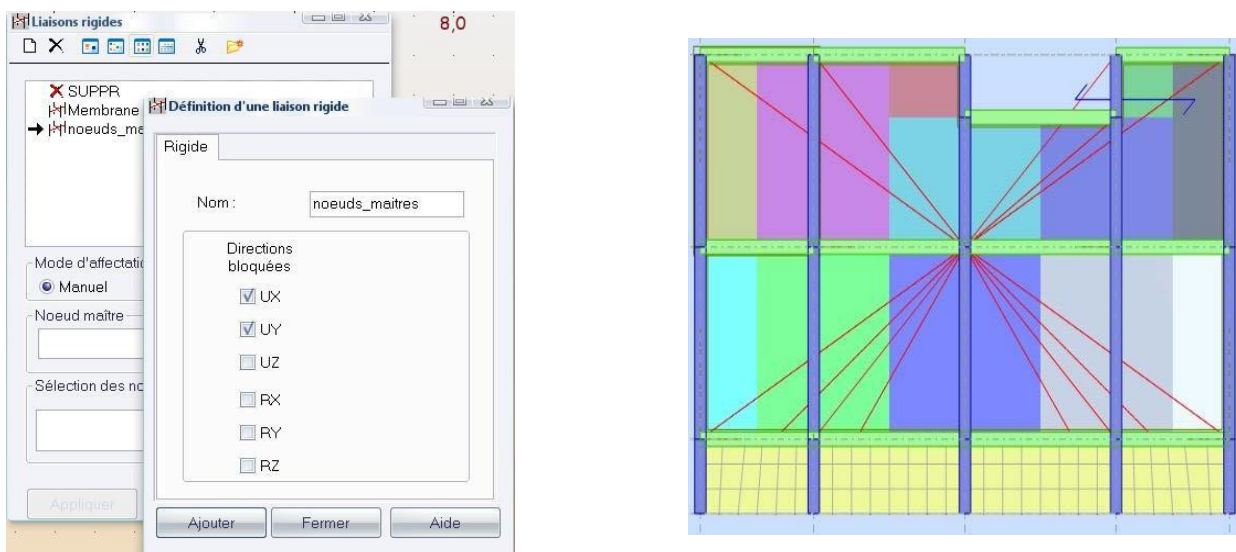 Liaisons rigides
8,0
SUPPR
Membrane
noeuds_ma
Définition d'une liaison rigide
Rigide
Nom :
noeuds_maitres
Directions
bloquées
UX
UY
UZ
RX
RY
RZ
Mode d'affectatio
Manuel
Noeud maître
Sélection des no
Appliquer
Ajouter
Fermer
Aide